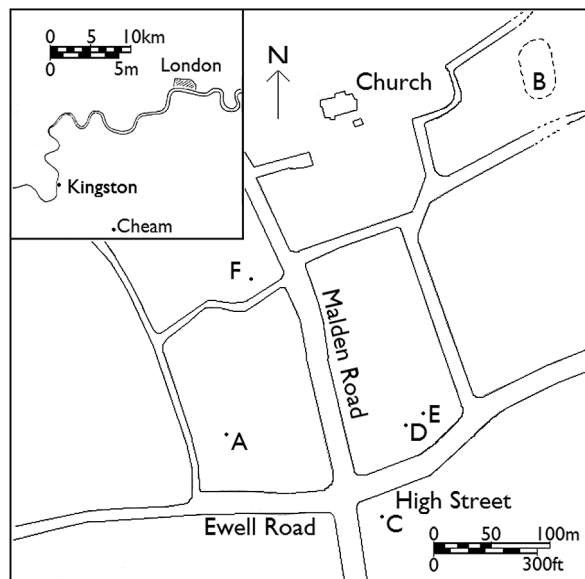 0 5 10km
0 5m
London
Kingston
Cheam
N
Church
B
F
Malden Road
A
E
D
High Street
C
Ewell Road
0 50 100m
0 300ft